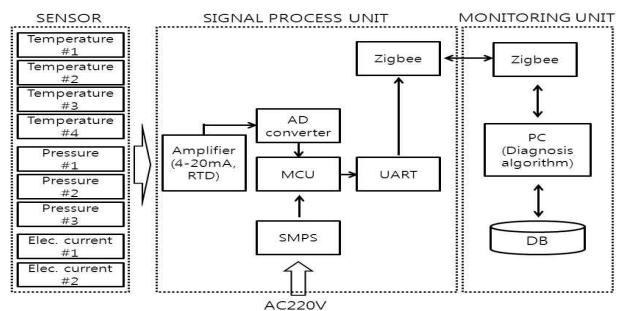 SENSOR
Temperature
#1
Temperature
#2
Temperature
#3
Temperature
#4
Pressure
#1
Pressure
#2
Pressure
#3
Elec. current
#1
Elec. current
#2
SIGNAL PROCESS UNIT
Zigbee
AD
converter
Amplifier
(4-20mA,
RTD)
MCU
UART
SMPS
AC220V
MONITORING UNIT
Zigbee
PC
(Diagnosis
algorithm)
DB